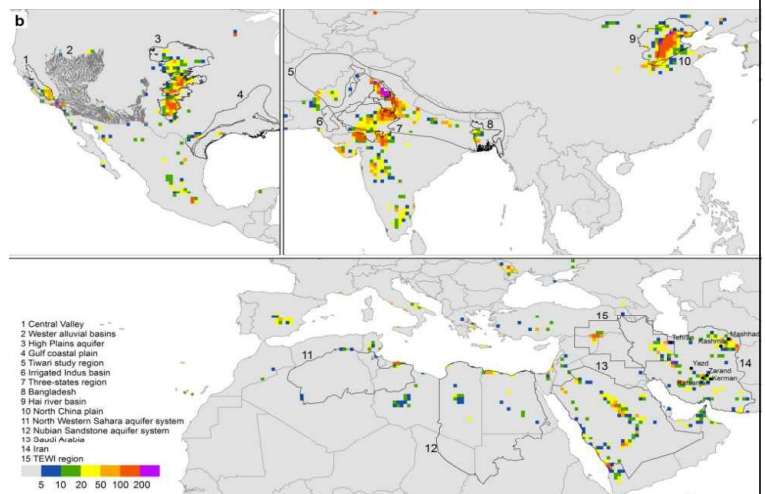 b
1
2
3
4
5
6
7
8
9
10
1 Central Valley
2 Wester alluvial basins
3 High Plains aquifer
4 Gulf coastal plain
5 Tiwari study region
6 Irrigated Indus basin
7 Three-states region
8 Bangladesh
9 Hai river basin
10 North China plain
11 North Western Sahara aquifer system
12 Nubian Sandstone aquifer system
13 Saudi Arabia
14 Iran
15 TEWI region
5 10 20 50 100 200
11
12
13
14
15
Tehran
Kashmar
Mashhad
Yazd
Zarand
Kerman
Rafsanjan